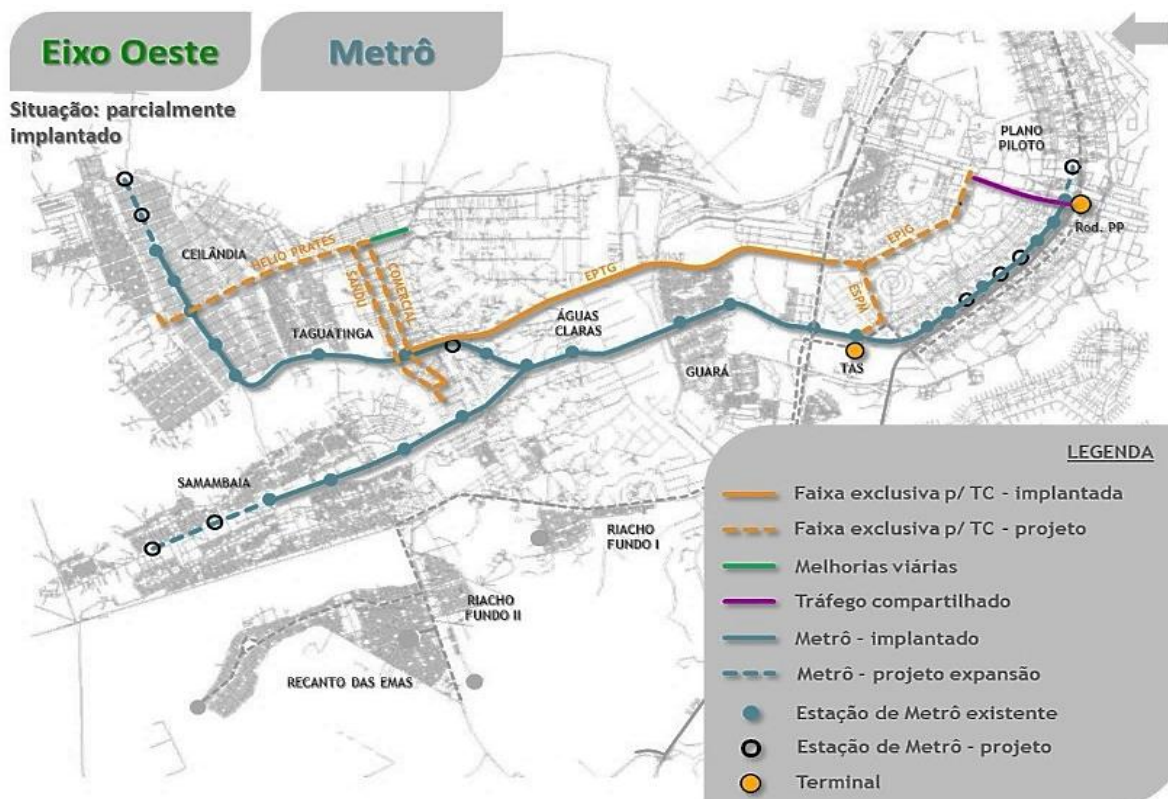 Eixo Oeste
Metrô
Situação: parcialmente
implantado
PLANO
PILOTO
Rod. PP
CEILÂNDIA
HÉLIO PRATES
COMERCIAL
SANDU
TAGUATINGA
EPTG
EPIG
ESPM
ÁGUAS
CLARAS
GUARÁ
TAS
SAMAMBAIA
RIACHO
FUNDO I
RIACHO
FUNDO II
RECANTO DAS EMAS
LEGENDA
Faixa exclusiva p/ TC - implantada
Faixa exclusiva p/ TC - projeto
Melhorias viárias
Tráfego compartilhado
Metrô - implantado
Metrô - projeto expansão
Estação de Metrô existente
Estação de Metrô - projeto
Terminal